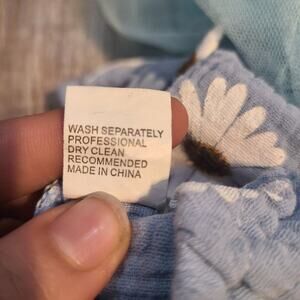 WASH SEPARATELY
PROFESSIONAL
DRY CLEAN
RECOMMENDED
MADE IN CHINA